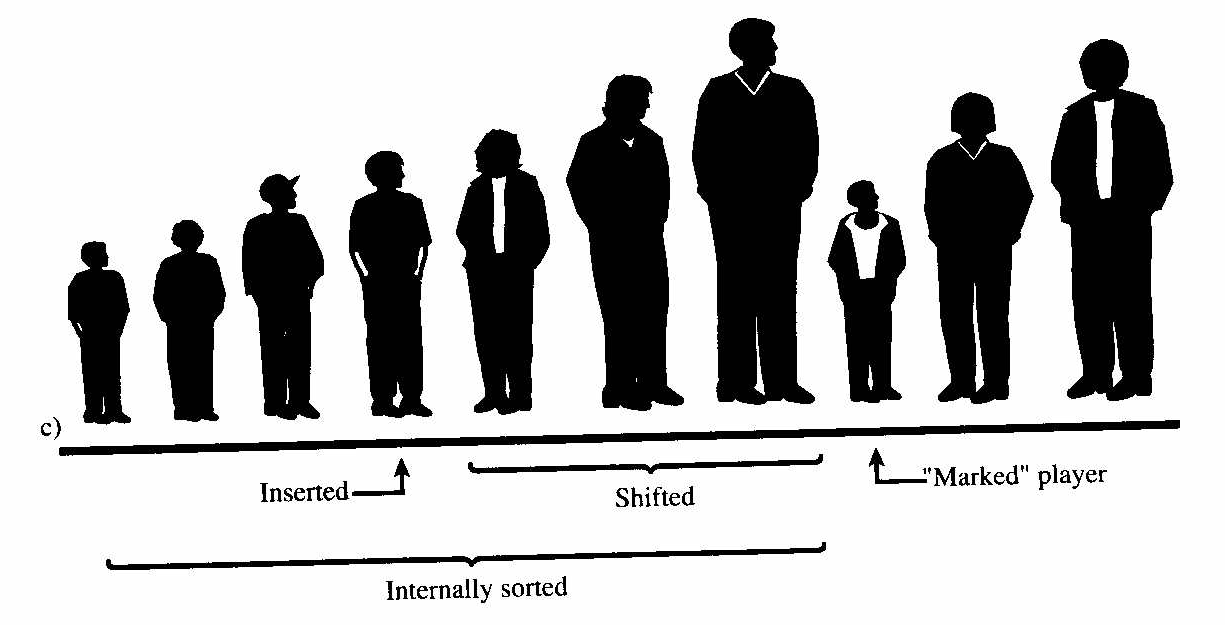 c)
Inserted
Shifted
"Marked" player
Internally sorted